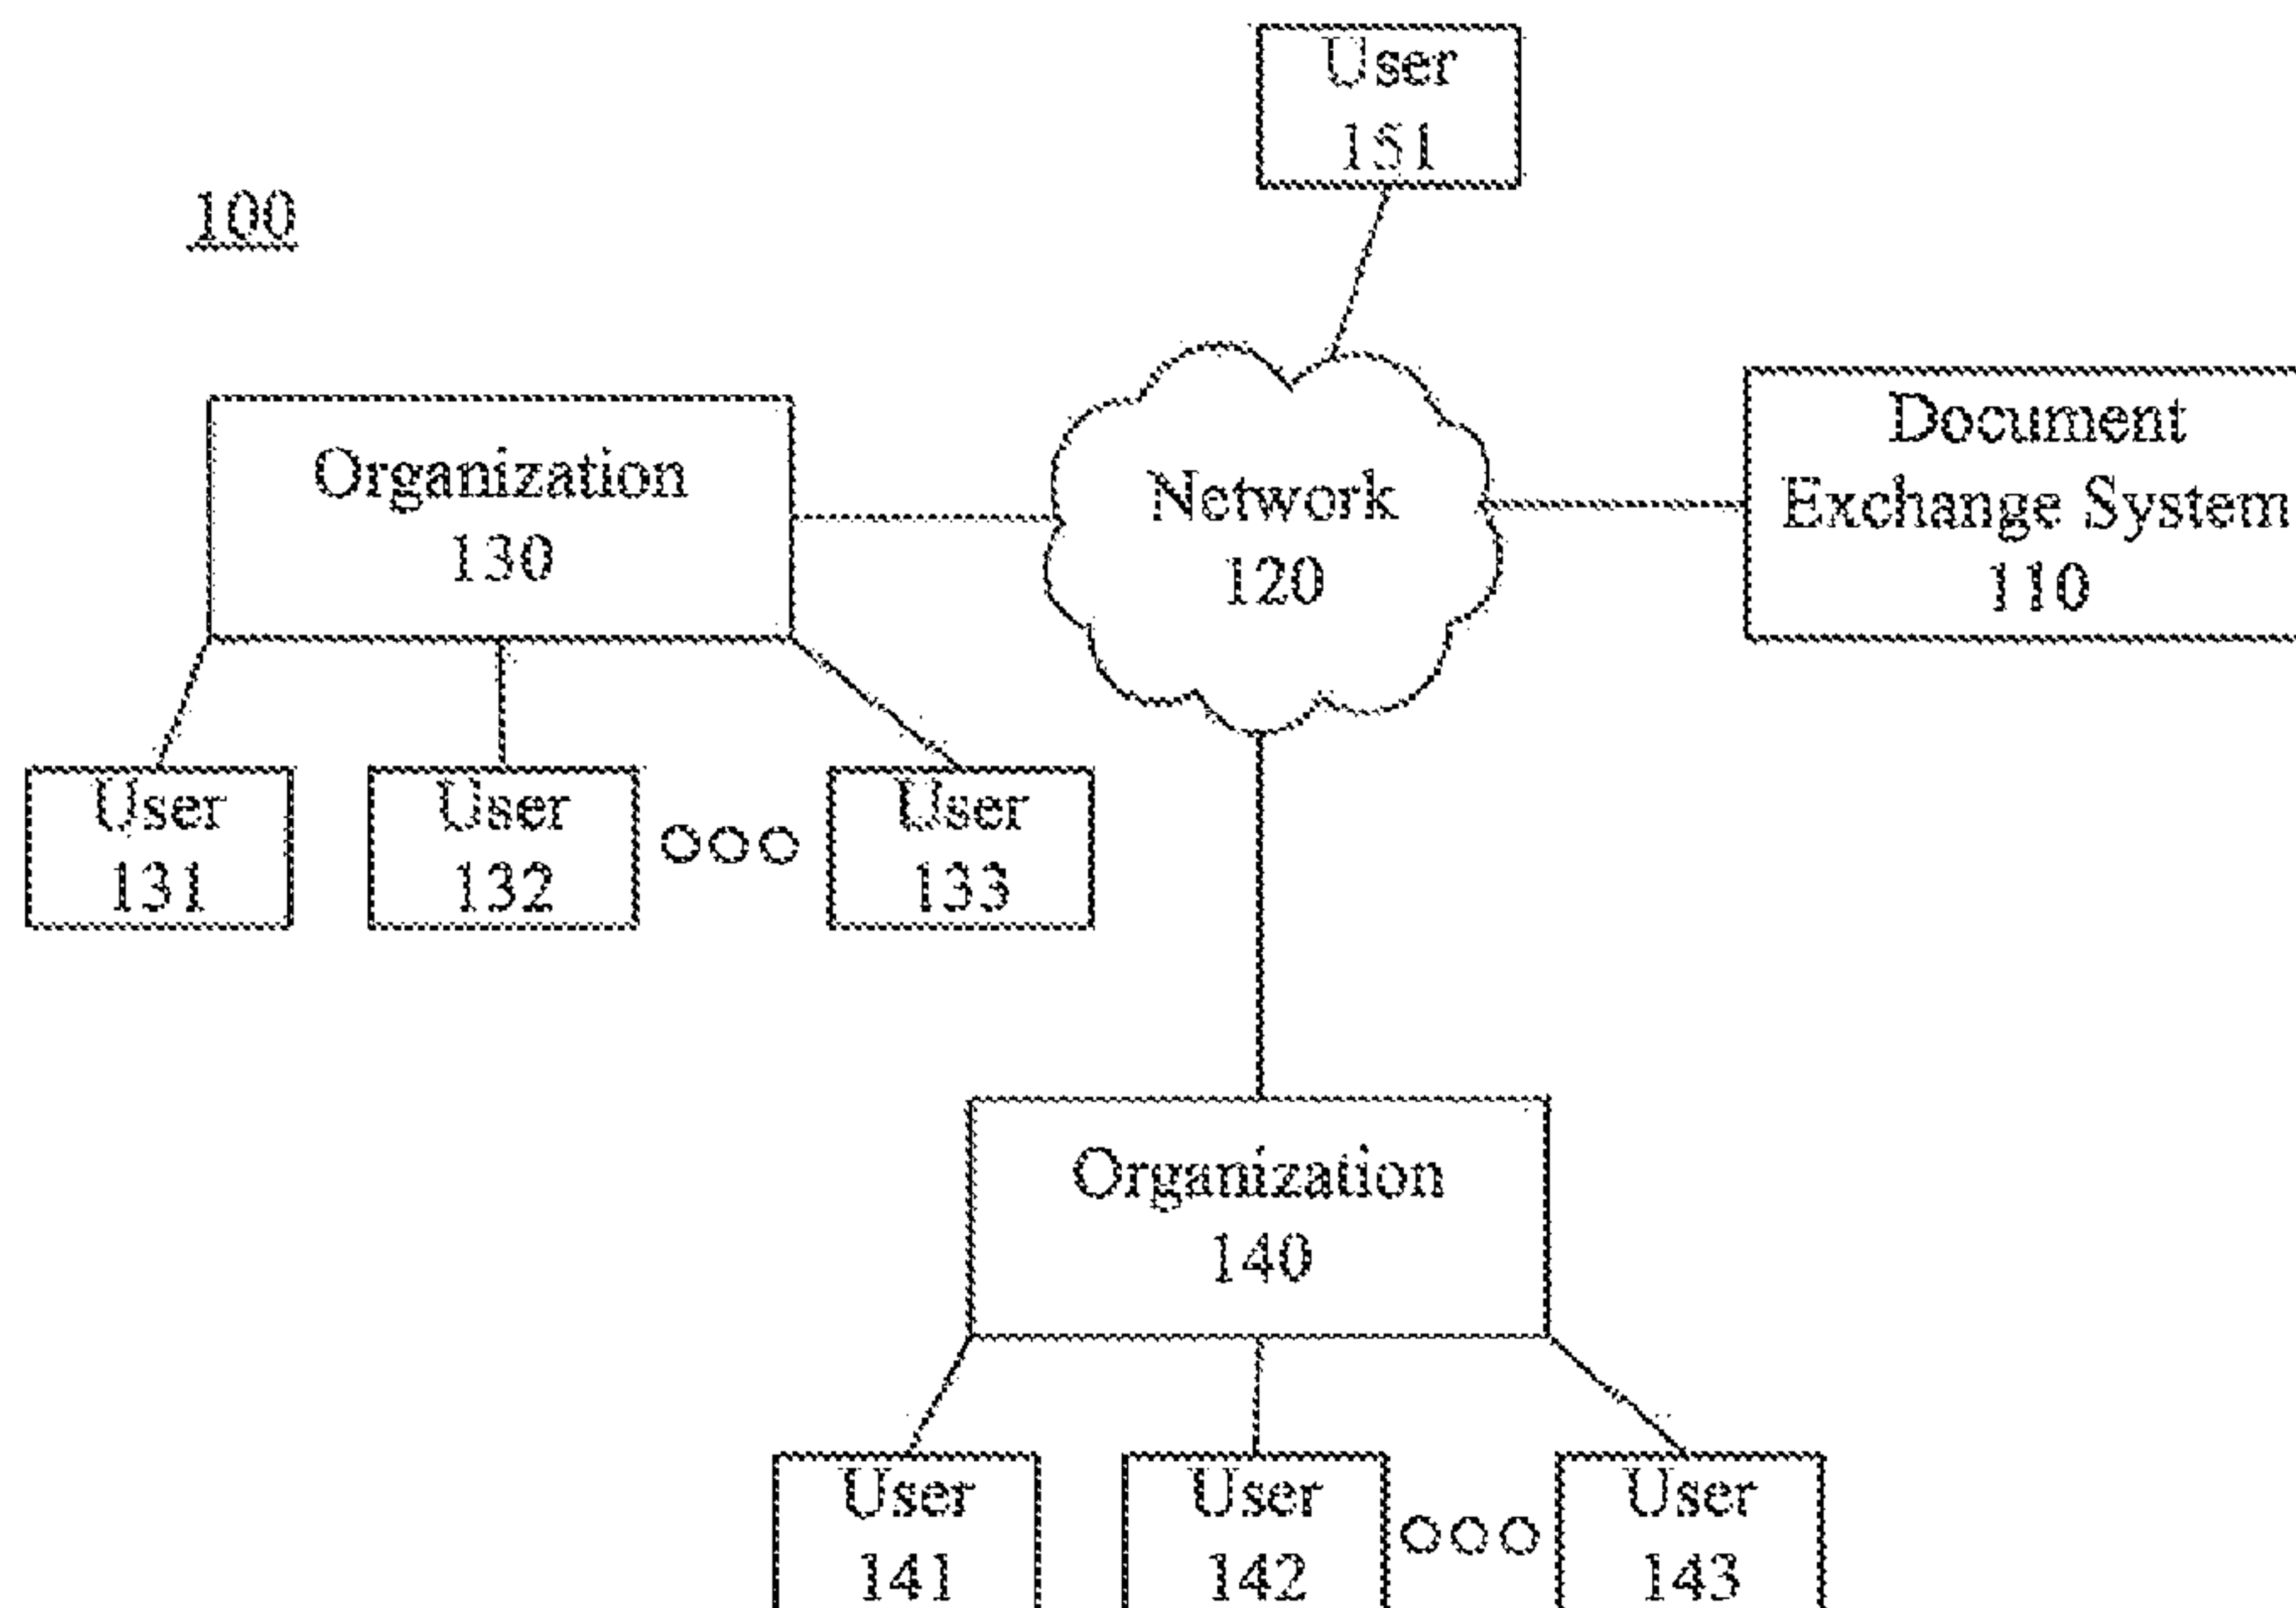 User
151
100
Organization
130
Network
120
Document
Exchange System
110
User
131
User
132
User
133
Organization
140
User
141
User
142
User
143